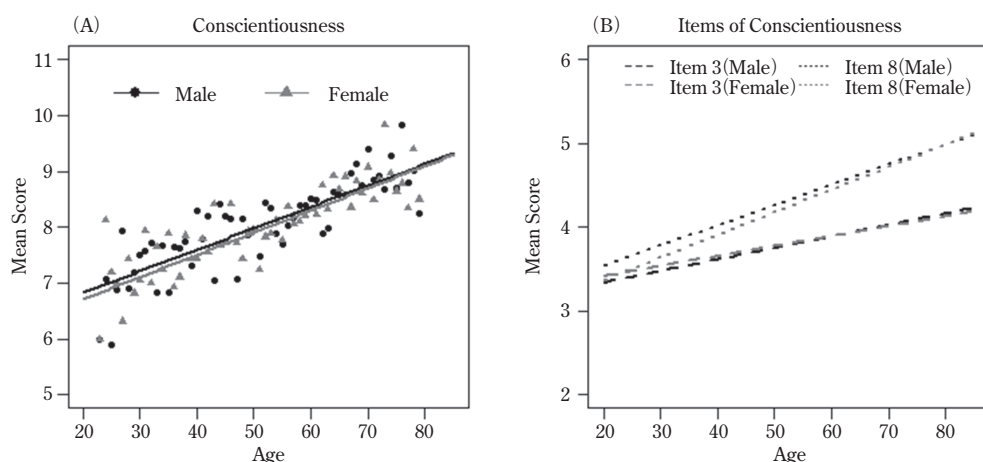 (A)
Conscientiousness
11
10
9
8
7
6
5
Mean Score
Male
Female
20 30 40 50 60 70 80
Age
(B)
Items of Conscientiousness
6
5
4
3
2
Mean Score
Item 3(Male) Item 8(Male)
Item 3(Female) Item 8(Female)
20 30 40 50 60 70 80
Age